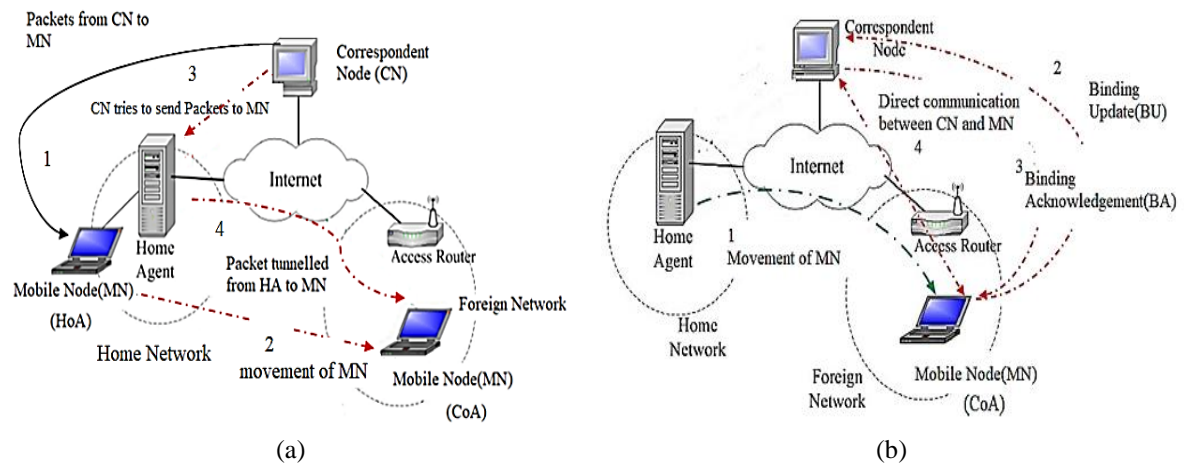 Packets from CN to
MN
3
Correspondent
Node (CN)
CN tries to send Packets to MN
1
Internet
4
Home
Agent
Access Router
Packet tunnelled
from HA to MN
Mobile Node(MN)
(HoA)
Foreign Network
Home Network
2
movement of MN
Mobile Node(MN)
(CoA)
(a)
Correspondent
Node
2
Binding
Update(BU)
Direct communication
between CN and MN
4
Internet
3
Binding
Acknowledgement(BA)
Home
Agent
1
Movement of MN
Access Router
Home
Network
Foreign
Network
Mobile Node(MN)
(CoA)
(b)